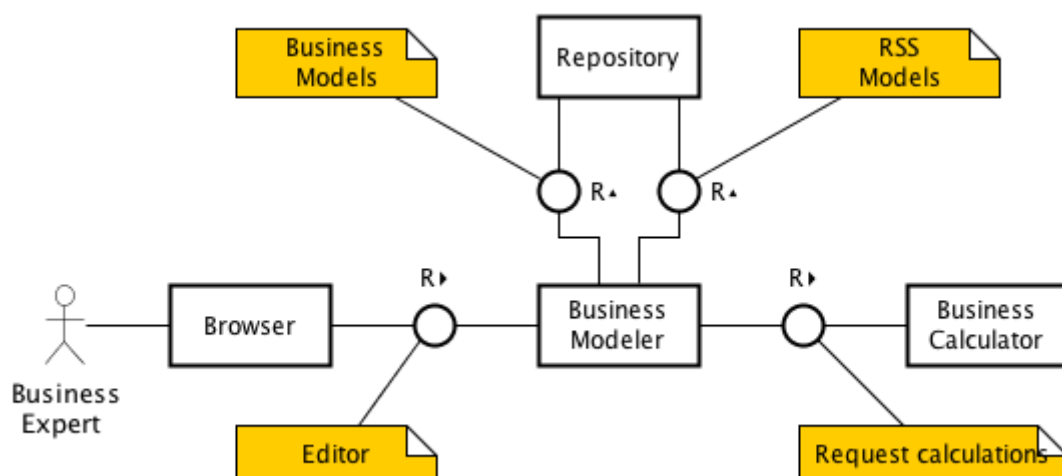 Business
Models
Repository
RSS
Models
R▲
R▲
R▶
R▶
Browser
Business
Modeler
Business
Calculator
Business
Expert
Editor
Request calculations